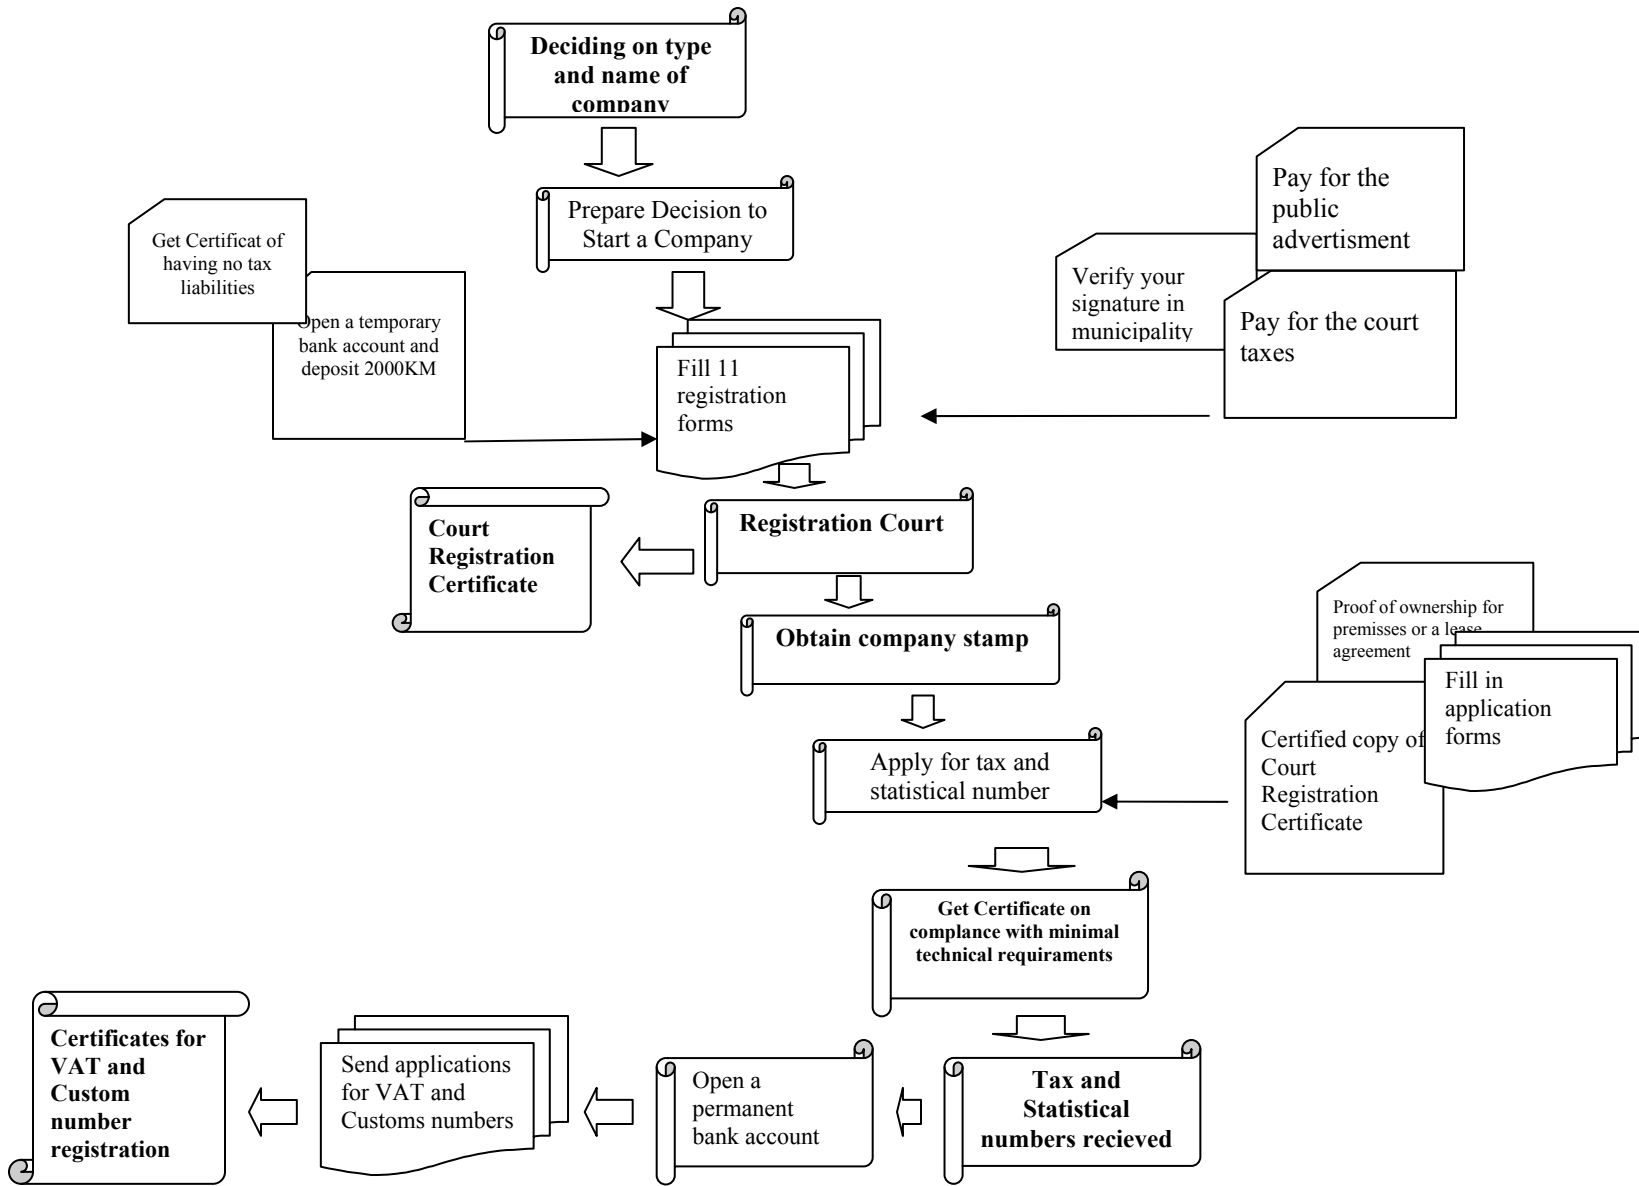 Deciding on type
and name of
company
Prepare Decision to
Start a Company
Get Certificat of
having no tax
liabilities
Open a temporary
bank account and
deposit 2000KM
Pay for the
public
advertisment
Verify your
signature in
municipality
Pay for the court
taxes
Fill 11
registration
forms
Registration Court
Court
Registration
Certificate
Obtain company stamp
Proof of ownership for
premisses or a lease
agreement
Fill in
application
forms
Certified copy of
Court
Registration
Certificate
Apply for tax and
statistical number
Get Certificate on
complance with minimal
technical requiraments
Tax and
Statistical
numbers recieved
Open a
permanent
bank account
Send applications
for VAT and
Customs numbers
Certificates for
VAT and
Custom
number
registration